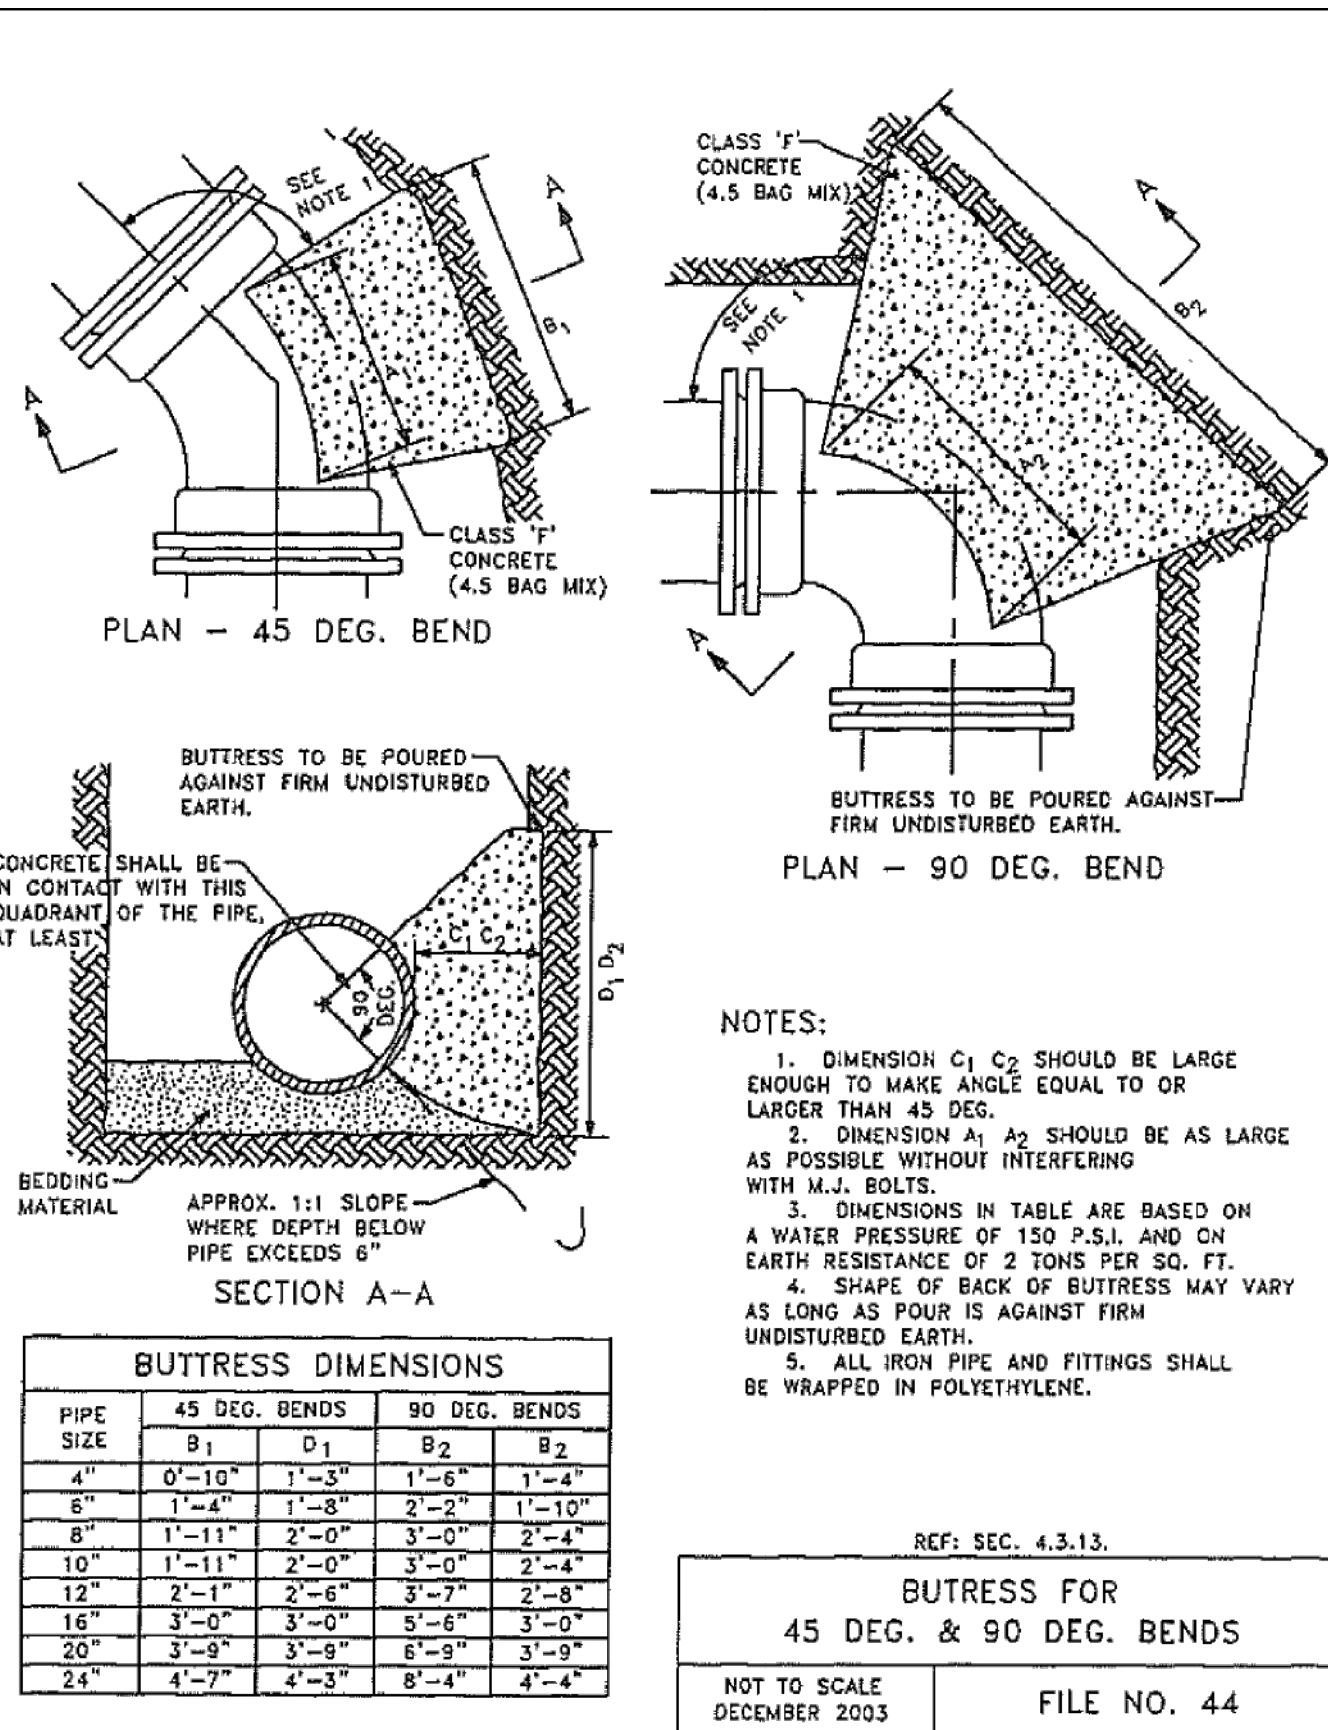 SEE
NOTE 1
A
B1
A1
A
CLASS 'F'
CONCRETE
(4.5 BAG MIX)
PLAN - 45 DEG. BEND
CLASS 'F'
CONCRETE
(4.5 BAG MIX)
A
B2
SEE
NOTE 1
A2
A
BUTTRESS TO BE POURED AGAINST
FIRM UNDISTURBED EARTH.
PLAN - 90 DEG. BEND
BUTTRESS TO BE POURED
AGAINST FIRM UNDISTURBED
EARTH.
CONCRETE SHALL BE
IN CONTACT WITH THIS
QUADRANT OF THE PIPE,
AT LEAST
C1 C2
D1 D2
90
DEG.
BEDDING
MATERIAL
APPROX. 1:1 SLOPE
WHERE DEPTH BELOW
PIPE EXCEEDS 6"
SECTION A-A
NOTES:
1. DIMENSION C1 C2 SHOULD BE LARGE
ENOUGH TO MAKE ANGLE EQUAL TO OR
LARGER THAN 45 DEG.
2. DIMENSION A1 A2 SHOULD BE AS LARGE
AS POSSIBLE WITHOUT INTERFERING
WITH M.J. BOLTS.
3. DIMENSIONS IN TABLE ARE BASED ON
A WATER PRESSURE OF 150 P.S.I. AND ON
EARTH RESISTANCE OF 2 TONS PER SQ. FT.
4. SHAPE OF BACK OF BUTTRESS MAY VARY
AS LONG AS POUR IS AGAINST FIRM
UNDISTURBED EARTH.
5. ALL IRON PIPE AND FITTINGS SHALL
BE WRAPPED IN POLYETHYLENE.
BUTTRESS DIMENSIONS
PIPE SIZE 45 DEG. BENDS 90 DEG. BENDS
B1 D1 B2 B2
4" 0'-10" 1'-3" 1'-6" 1'-4"
6" 1'-4" 1'-8" 2'-2" 1'-10"
8" 1'-11" 2'-0" 3'-0" 2'-4"
10" 1'-11" 2'-0" 3'-0" 2'-4"
12" 2'-1" 2'-6" 3'-7" 2'-8"
16" 3'-0" 3'-0" 5'-6" 3'-0"
20" 3'-9" 3'-9" 6'-9" 3'-9"
24" 4'-7" 4'-3" 8'-4" 4'-4"
REF: SEC. 4.3.13.
BUTRESS FOR
45 DEG. & 90 DEG. BENDS
NOT TO SCALE
DECEMBER 2003
FILE NO. 44